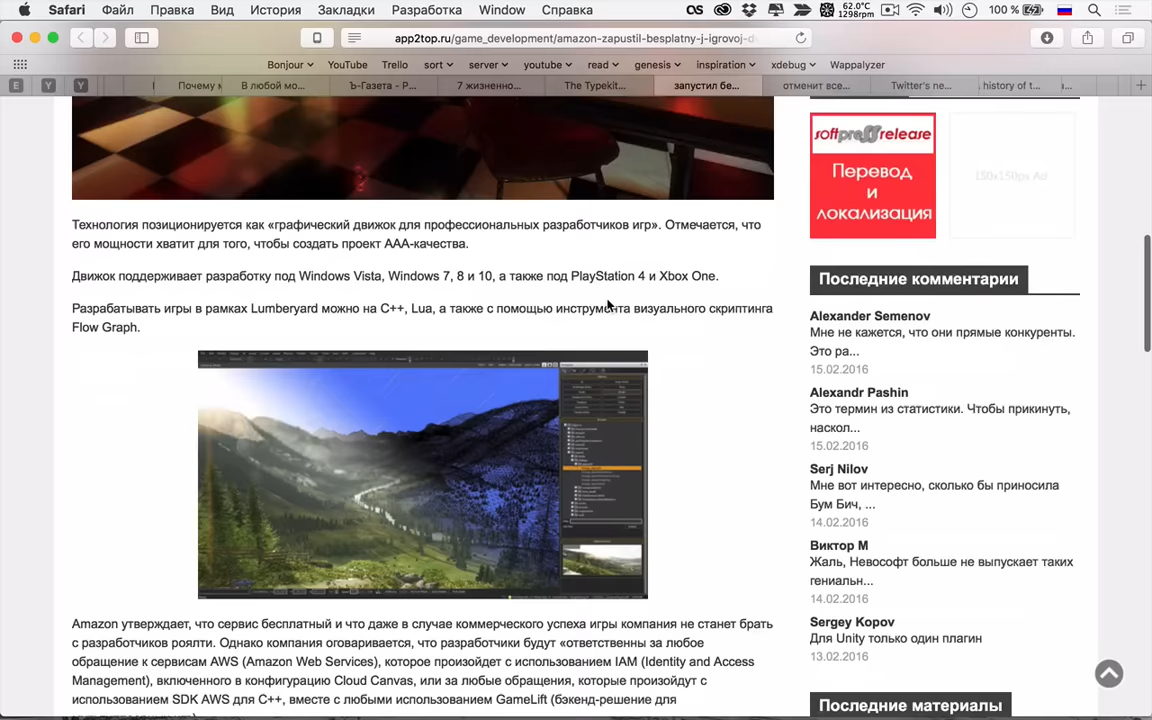 Safari Файл Правка Вид История Закладки Разработка Window Справка
62.0°C
1298rpm
100 %
app2top.ru/game_development/amazon-zapustil-besplatny-j-igrovoj-d
Bonjour YouTube Trello sort server youtube read genesis inspiration xdebug Wappalyzer
E Y Y Почему м В любой мо... Ъ-Газета - Р... 7 жизненно... The Typekit... запустил бе... отменит все... Twitter's ne... history of t...
Технология позиционируется как «графический движок для профессиональных разработчиков игр». Отмечается, что
его мощности хватит для того, чтобы создать проект AAA-качества.
Движок поддерживает разработку под Windows Vista, Windows 7, 8 и 10, а также под PlayStation 4 и Xbox One.
Разрабатывать игры в рамках Lumberyard можно на C++, Lua, а также с помощью инструмента визуального скриптинга
Flow Graph.
Amazon утверждает, что сервис бесплатный и что даже в случае коммерческого успеха игры компания не станет брать
с разработчиков роялти. Однако компания оговаривается, что разработчики будут «ответственны за любое
обращение к сервисам AWS (Amazon Web Services), которое произойдет с использованием IAM (Identity and Access
Management), включенного в конфигурацию Cloud Canvas, или за любые обращения, которые произойдут с
использованием SDK AWS для C++, вместе с любыми использованием GameLift (бэкенд-решение для
softpressrelease
Перевод
и
локализация
150x150px Ad
Последние комментарии
Alexander Semenov
Мне не кажется, что они прямые конкуренты.
Это ра...
15.02.2016
Alexandr Pashin
Это термин из статистики. Чтобы прикинуть,
наскол...
15.02.2016
Serj Nilov
Мне вот интересно, сколько бы приносила
Бум Бич, ...
14.02.2016
Виктор М
Жаль, Невософт больше не выпускает таких
гениальн...
14.02.2016
Sergey Kopov
Для Unity только один плагин
13.02.2016
Последние материалы